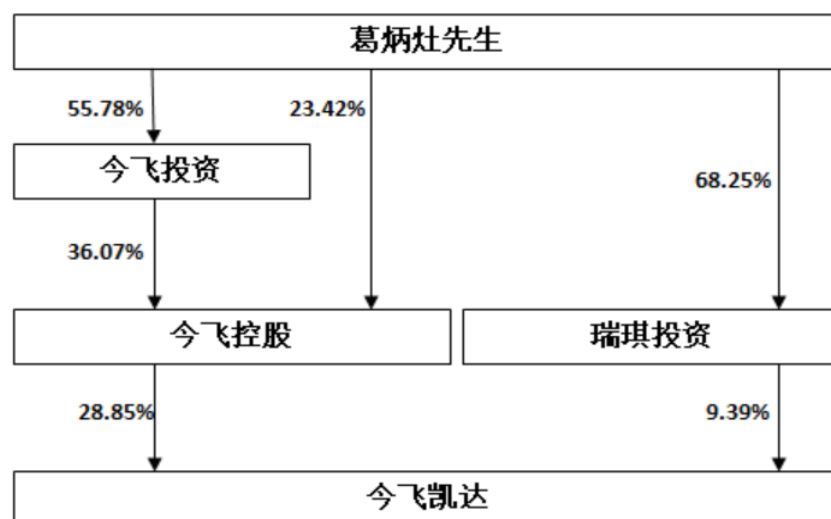 葛炳灶先生
55.78%
23.42%
今飞投资
68.25%
36.07%
今飞控股
瑞琪投资
28.85%
9.39%
今飞凯达